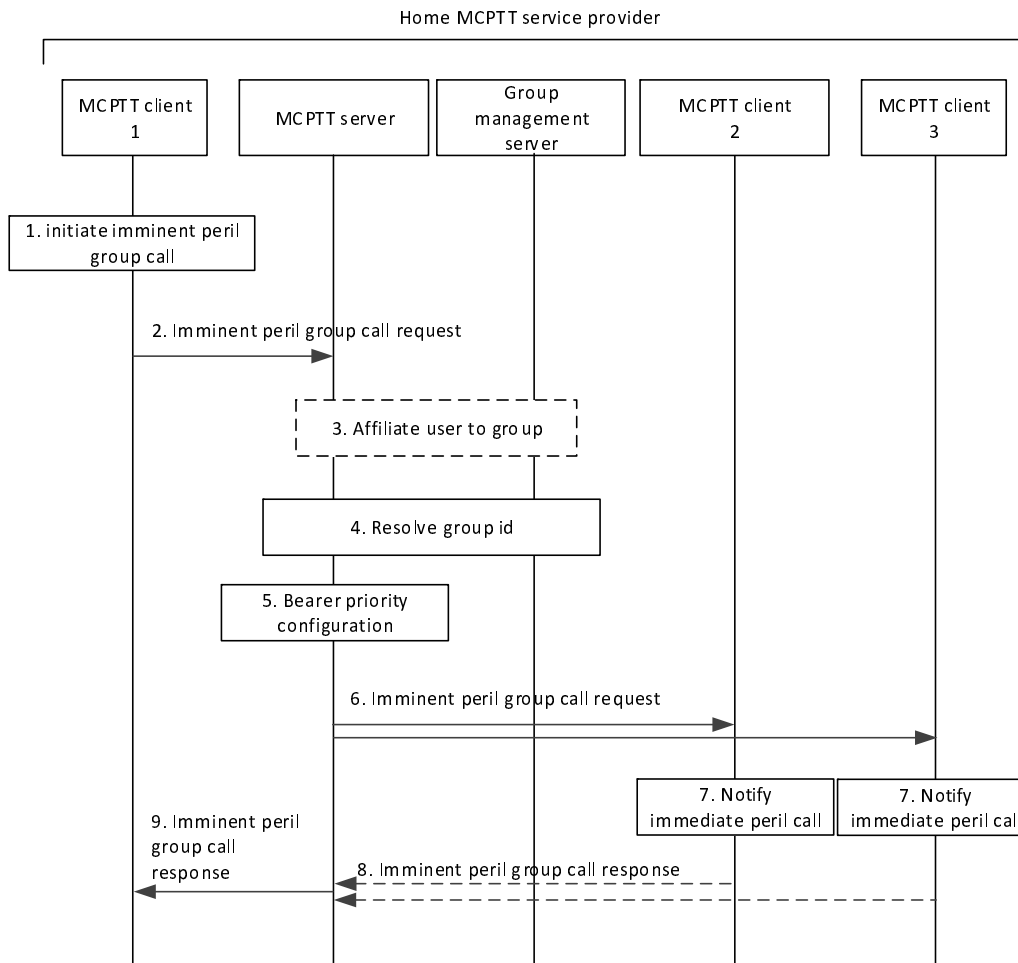 Home MCPTT service provider
MCPTT client
1
MCPTT server
Group
management
server
MCPTT client
2
MCPTT client
3
1. initiate imminent peril
group call
2. Imminent peril group call request
3. Affiliate user to group
4. Resolve group id
5. Bearer priority
configuration
6. Imminent peril group call request
7. Notify
immediate peril call
7. Notify
immediate peril cal
9. Imminent peril
group call
response
8. Imminent peril group call response